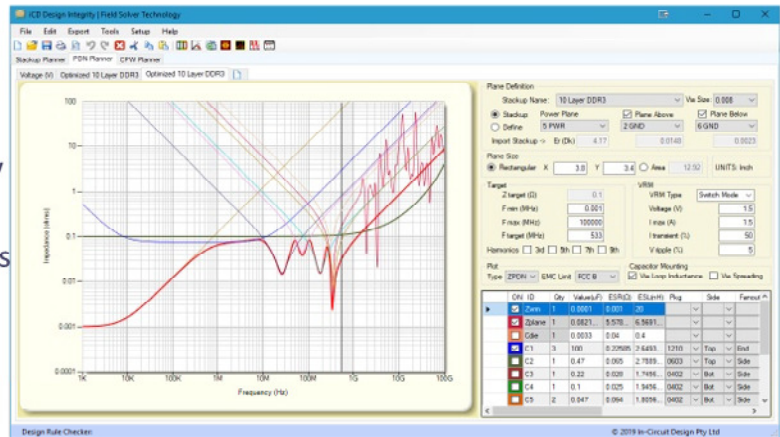 iCD Design Integrity | Field Solver Technology
File Edit Export Tools Setup Help
Stackup Planner PDN Planner CPW Planner
Voltage (V) Optimized 10 Layer DDR3 Optimized 10 Layer DDR3
Impedance (ohms)
100
10
1
0.1
0.01
0.001
0.0001
1K 10K 100K 1M 10M 100M 1G 10G 100G
Frequency (Hz)
Plane Definition
Stackup Name: 10 Layer DDR3 Via Size: 0.008
Stackup Power Plane Plane Above Plane Below
Define 5 PWR 2 GND 6 GND
Import Stackup -> Er (Dk) 4.17 0.0148 0.0023
Plane Size
Rectangular X 3.8 Y 3.4 Area 12.92 UNITS: Inch
Target
Z target (Ω) 0.1
F min (MHz) 0.001
F max (MHz) 100000
F target (MHz) 533
Harmonics 3rd 5th 7th 9th
VRM
VRM Type Switch Mode
Voltage (V) 1.5
I max (A) 1.5
I transient (%) 50
V ripple (%) 5
Plot
Type ZPDN EMC Limit FCC B
Capacitor Mounting
Via Loop Inductance Via Spreading
ON ID Qty Value(uF) ESR(Ω) ESL(nH) Pkg Side Fanout
Zvrm 1 0.0001 0.001 20
Zplane 1 0.0821... 5.578... 6.5691...
Cdie 1 0.0033 0.04 0.4
C1 3 100 1210 Top End
C2 1 0.47 0.065 2.7889... 0603 Top Side
C3 1 0.22 0.028 0402 Bot Side
C4 1 0.1 0.025 0402 Bot Side
C5 2 0.047 0.094 0402 Bot Side
Design Rule Checker:
© 2019 In-Circuit Design Pty Ltd